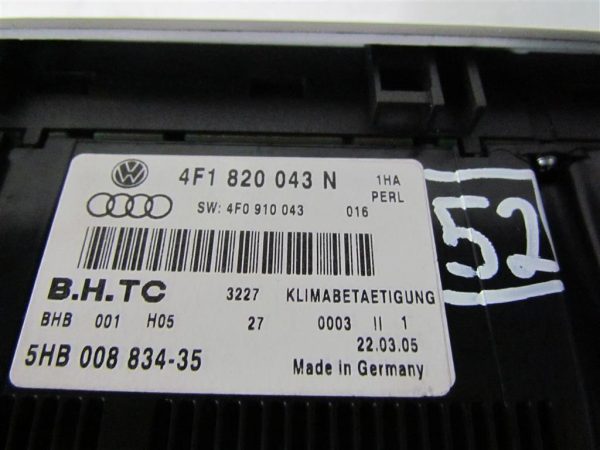 4F1 820 043 N 1HA
PERL
SW: 4F0 910 043 016
B.H.TC 3227 KLIMABETAETIGUNG
BHB 001 H05 27 0003 II 1
22.03.05
5HB 008 834-35 Made in Germany
52